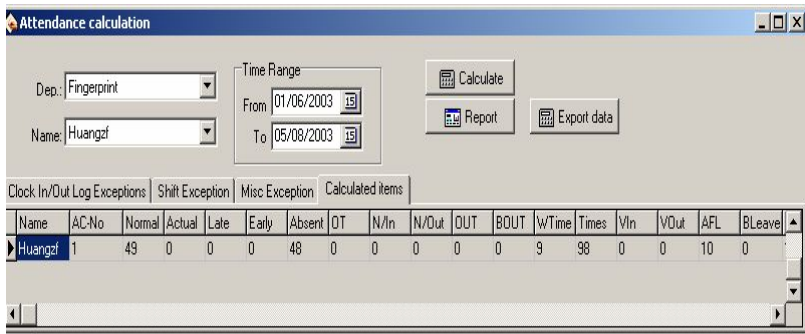 Attendance calculation
Dep.: Fingerprint
Name: Huangzf
Time Range
From 01/06/2003 15
To 05/08/2003 15
Calculate
Report
Export data
Clock In/Out Log Exceptions Shift Exception Misc Exception Calculated items
Name AC-No Normal Actual Late Early Absent OT N/In N/Out OUT BOUT WTime Times VIn VOut AFL BLeave
Huangzf 1 49 0 0 0 48 0 0 0 0 0 9 98 0 0 10 0